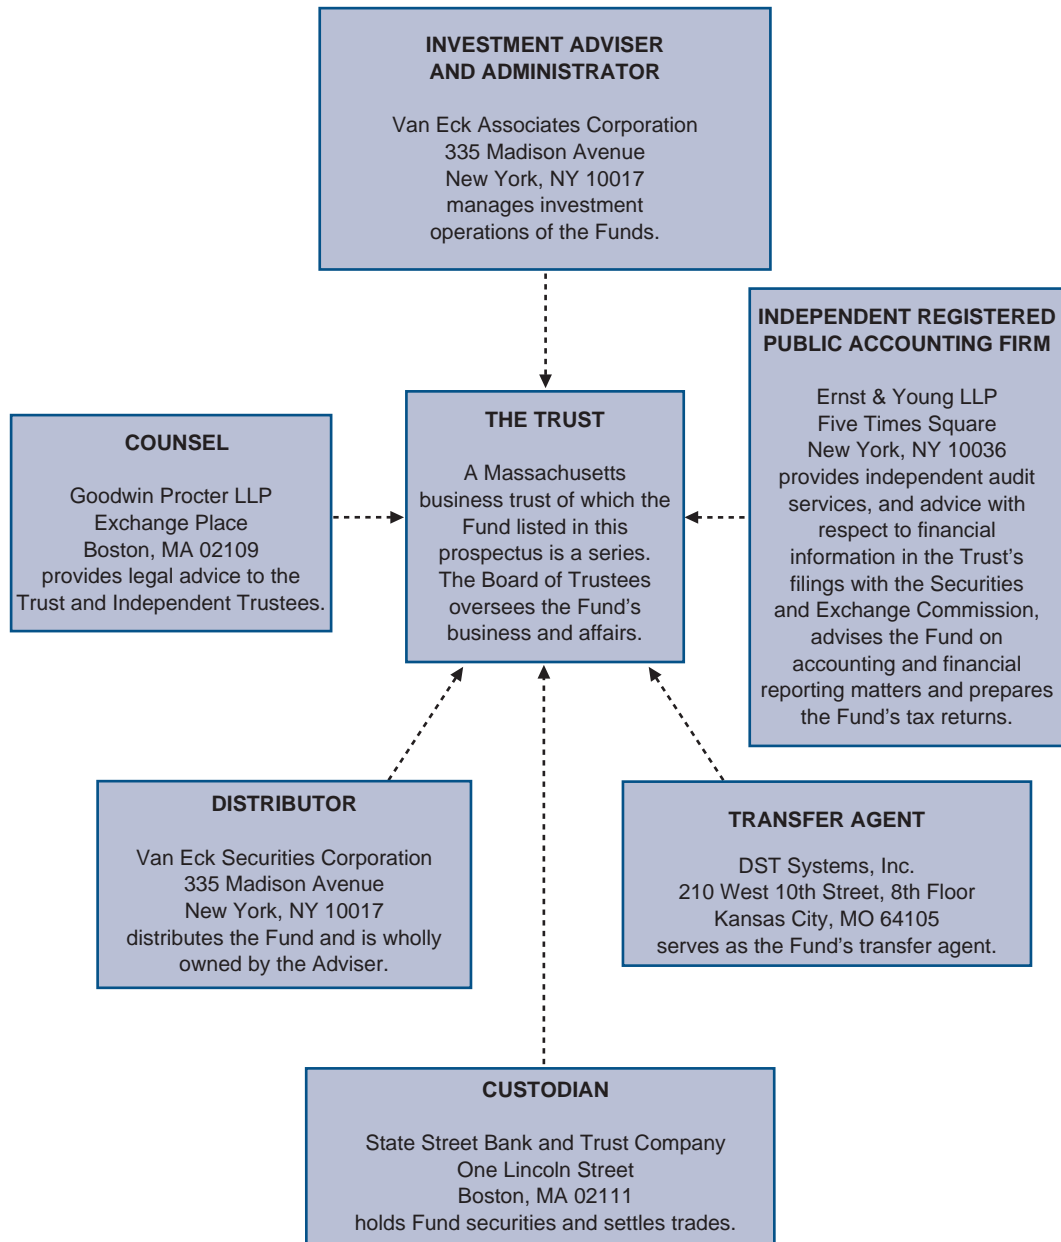 INVESTMENT ADVISER
AND ADMINISTRATOR
Van Eck Associates Corporation
335 Madison Avenue
New York, NY 10017
manages investment
operations of the Funds.
INDEPENDENT REGISTERED
PUBLIC ACCOUNTING FIRM
Ernst & Young LLP
Five Times Square
New York, NY 10036
provides independent audit
services, and advice with
respect to financial
information in the Trust’s
filings with the Securities
and Exchange Commission,
advises the Fund on
accounting and financial
reporting matters and prepares
the Fund’s tax returns.
THE TRUST
A Massachusetts
business trust of which the
Fund listed in this
prospectus is a series.
The Board of Trustees
oversees the Fund’s
business and affairs.
COUNSEL
Goodwin Procter LLP
Exchange Place
Boston, MA 02109
provides legal advice to the
Trust and Independent Trustees.
DISTRIBUTOR
Van Eck Securities Corporation
335 Madison Avenue
New York, NY 10017
distributes the Fund and is wholly
owned by the Adviser.
TRANSFER AGENT
DST Systems, Inc.
210 West 10th Street, 8th Floor
Kansas City, MO 64105
serves as the Fund’s transfer agent.
CUSTODIAN
State Street Bank and Trust Company
One Lincoln Street
Boston, MA 02111
holds Fund securities and settles trades.